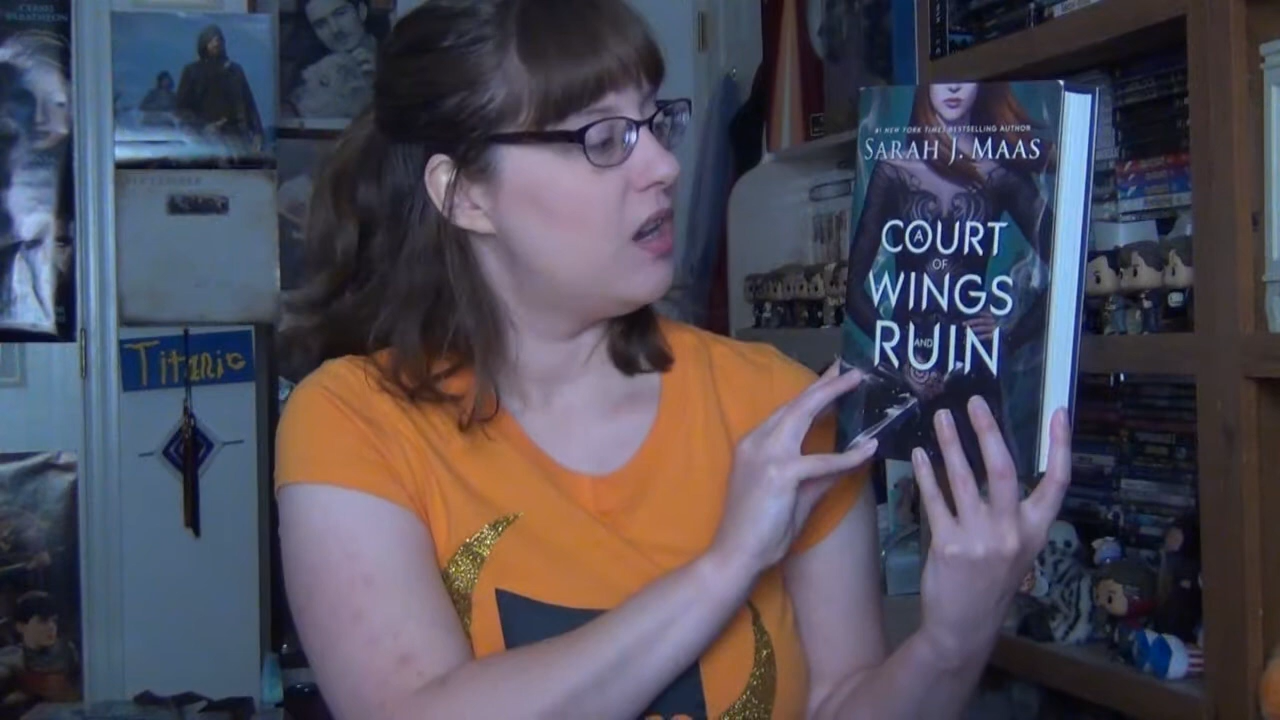 Titanic
#1 NEW YORK TIMES BESTSELLING AUTHOR
SARAH J. MAAS
A
COURT
OF
WINGS
AND
RUIN